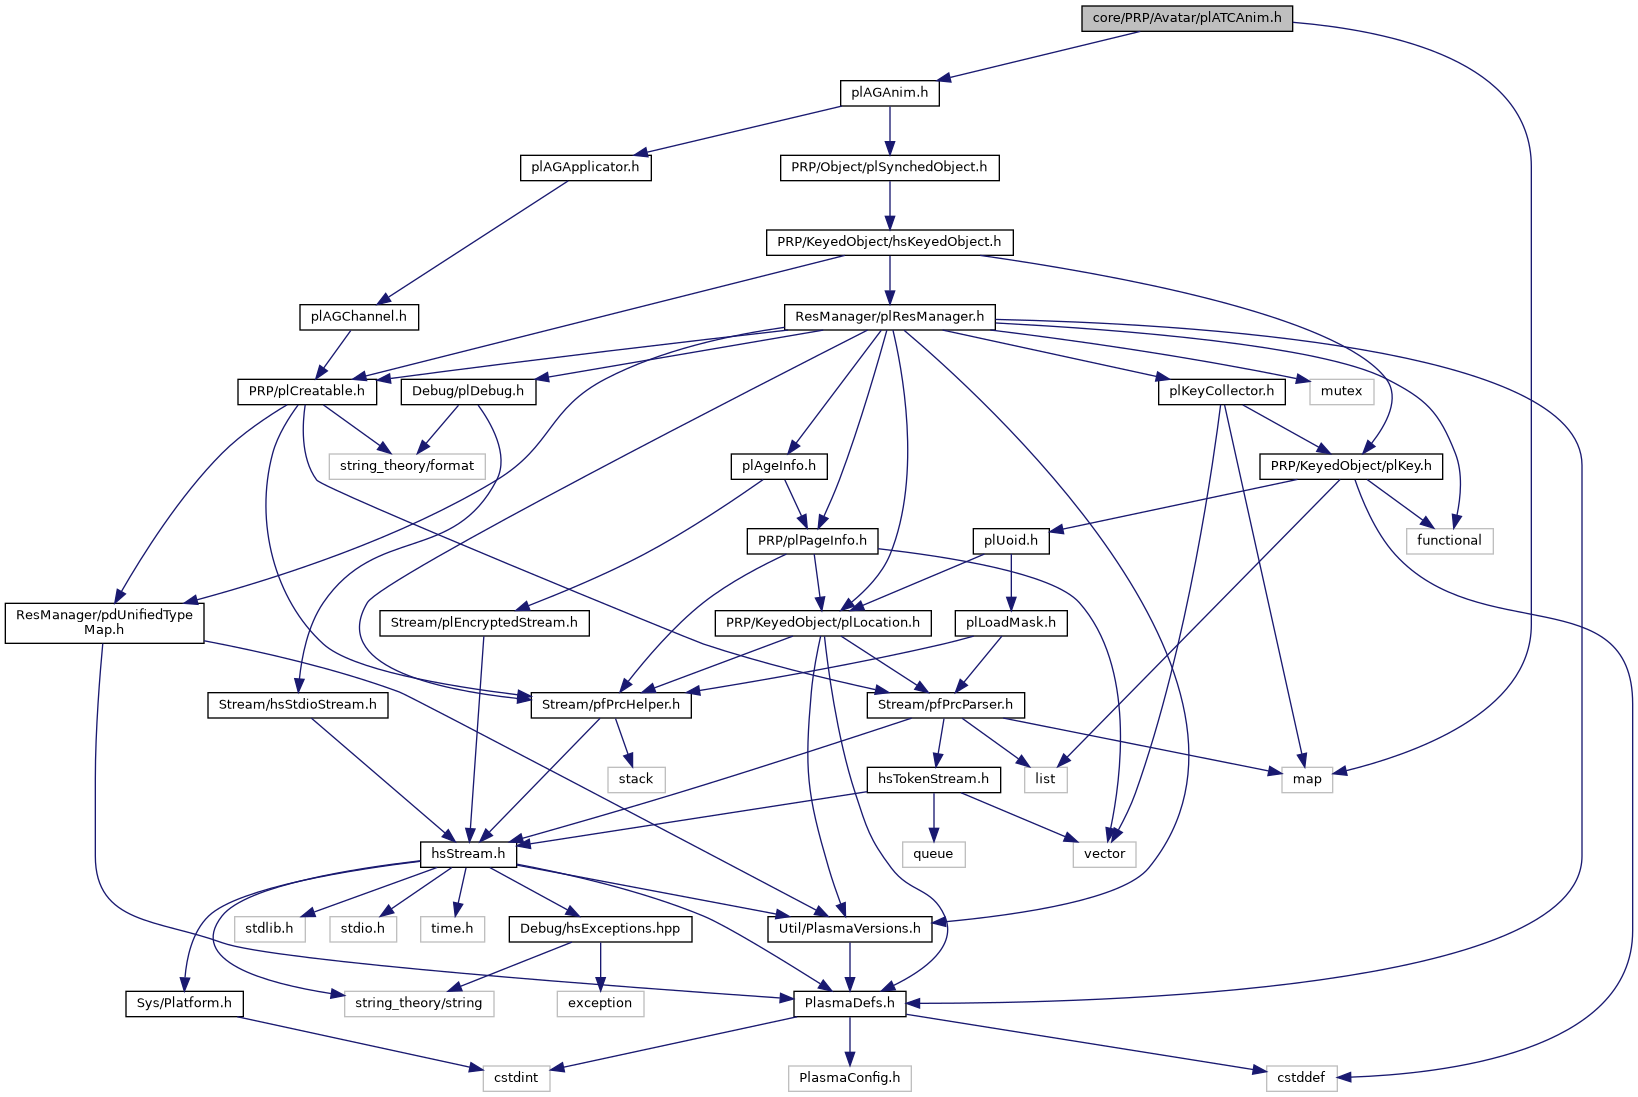 core/PRP/Avatar/plATCAnim.h
plAGAnim.h
plAGApplicator.h
PRP/Object/plSynchedObject.h
PRP/KeyedObject/hsKeyedObject.h
plAGChannel.h
ResManager/plResManager.h
PRP/plCreatable.h
Debug/plDebug.h
plKeyCollector.h
mutex
string_theory/format
plAgeInfo.h
PRP/KeyedObject/plKey.h
PRP/plPageInfo.h
plUoid.h
functional
ResManager/pdUnifiedType
Map.h
Stream/plEncryptedStream.h
PRP/KeyedObject/plLocation.h
plLoadMask.h
Stream/hsStdioStream.h
Stream/pfPrcHelper.h
Stream/pfPrcParser.h
stack
hsTokenStream.h
list
map
hsStream.h
queue
vector
stdlib.h
stdio.h
time.h
Debug/hsExceptions.hpp
Util/PlasmaVersions.h
Sys/Platform.h
string_theory/string
exception
PlasmaDefs.h
cstdint
PlasmaConfig.h
cstddef